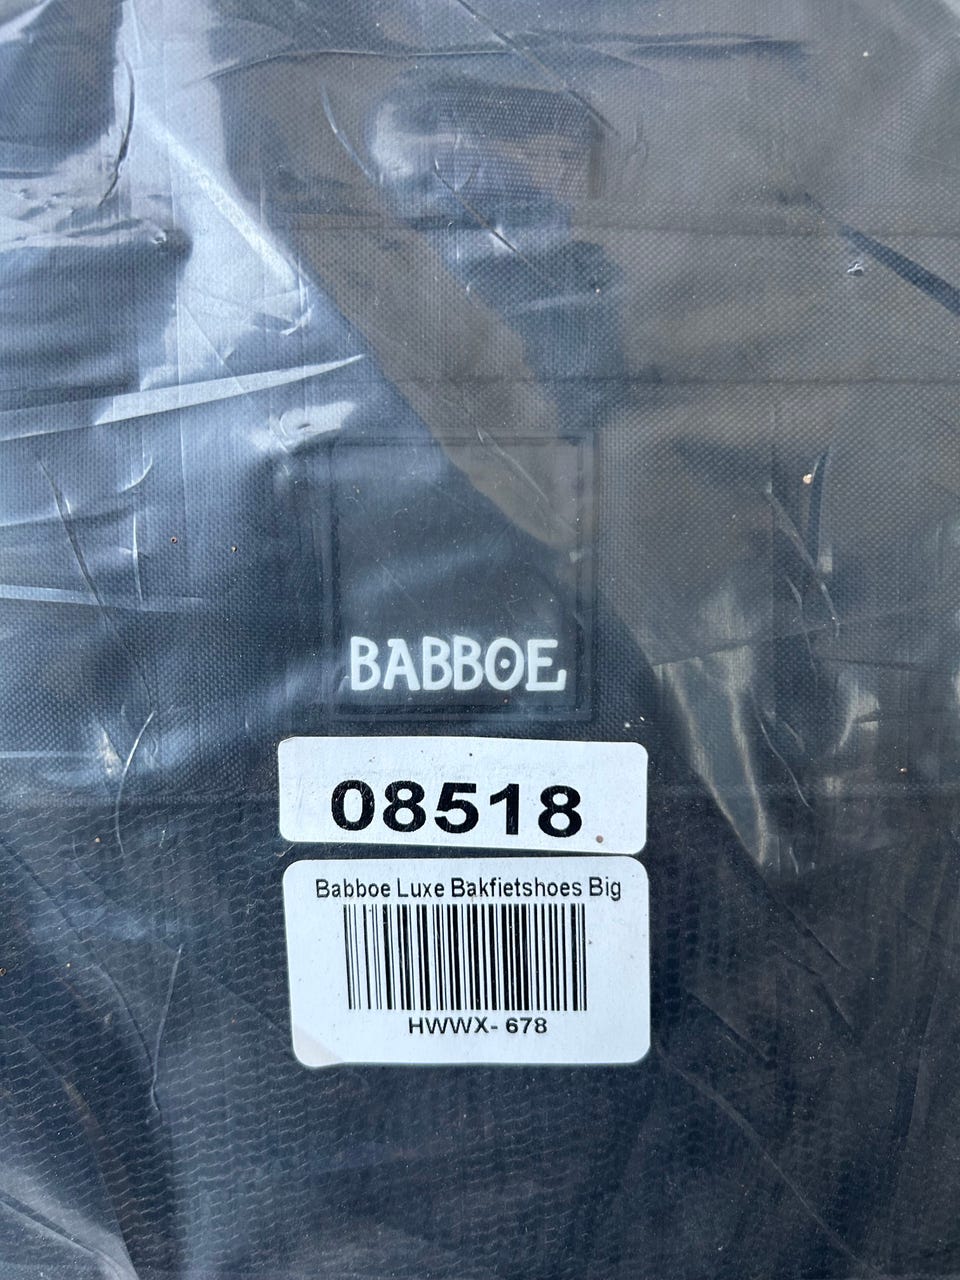 BABBOE
08518
Babboe Luxe Bakfietshoes Big
HWWX- 678